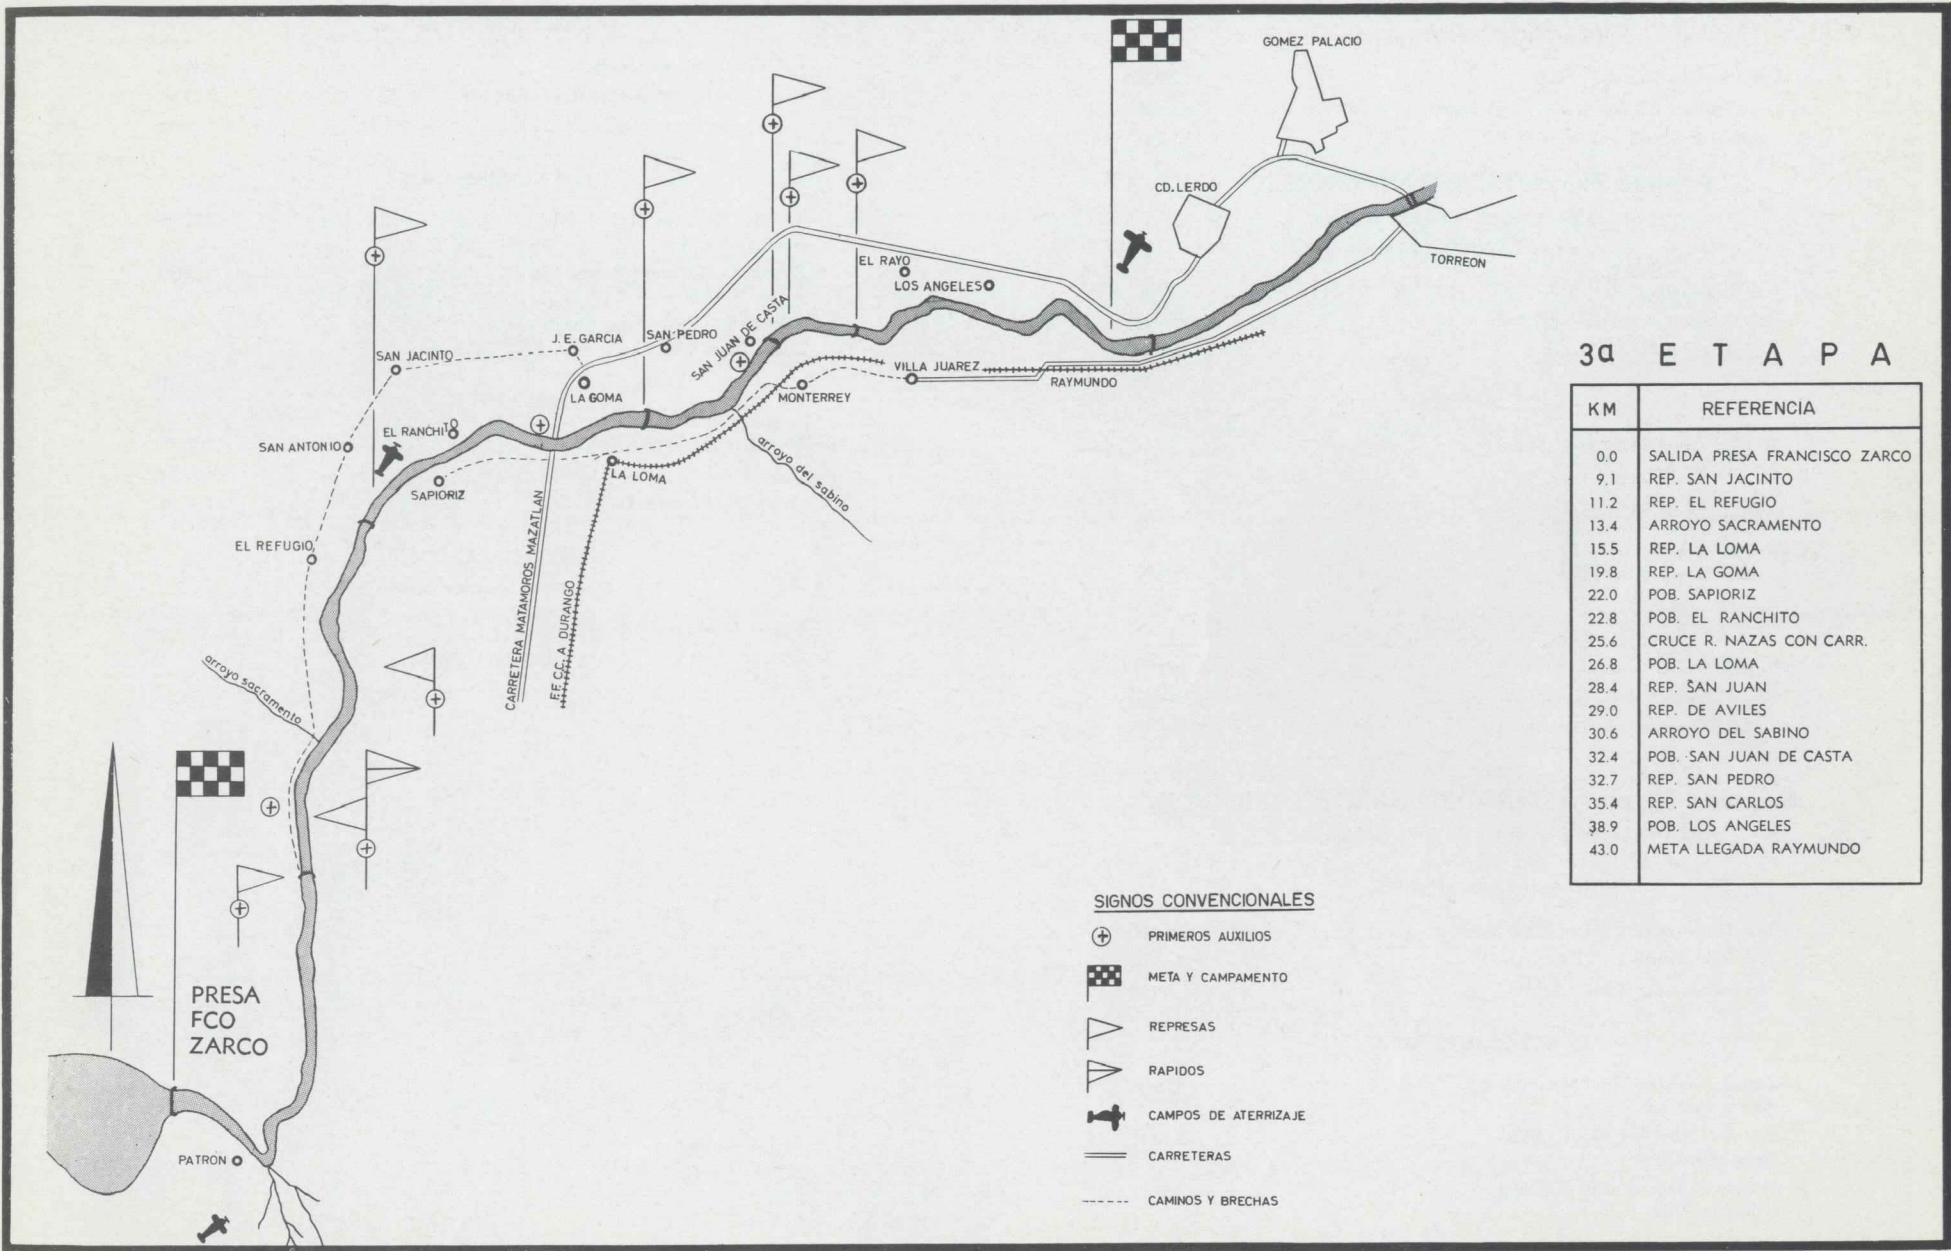 GOMEZ PALACIO
CD. LERDO
TORREON
EL RAYO
LOS ANGELES
SAN JUAN DE CASTA
J. E. GARCIA
SAN PEDRO
SAN JACINTO
LA GOMA
VILLA JUAREZ
RAYMUNDO
MONTERREY
EL RANCHITO
SAN ANTONIO
SAPIORIZ
LA LOMA
arroyo del sabino
EL REFUGIO
CARRETERA MATAMOROS MAZATLAN
F.F.C.C. A DURANGO
arroyo sacramento
PRESA
FCO
ZARCO
PATRON
3a ETAPA
KM REFERENCIA
0.0 SALIDA PRESA FRANCISCO ZARCO
9.1 REP. SAN JACINTO
11.2 REP. EL REFUGIO
13.4 ARROYO SACRAMENTO
15.5 REP. LA LOMA
19.8 REP. LA GOMA
22.0 POB. SAPIORIZ
22.8 POB. EL RANCHITO
25.6 CRUCE R. NAZAS CON CARR.
26.8 POB. LA LOMA
28.4 REP. SAN JUAN
29.0 REP. DE AVILES
30.6 ARROYO DEL SABINO
32.4 POB. SAN JUAN DE CASTA
32.7 REP. SAN PEDRO
35.4 REP. SAN CARLOS
38.9 POB. LOS ANGELES
43.0 META LLEGADA RAYMUNDO
SIGNOS CONVENCIONALES
PRIMEROS AUXILIOS
META Y CAMPAMENTO
REPRESAS
RAPIDOS
CAMPOS DE ATERRIZAJE
CARRETERAS
CAMINOS Y BRECHAS